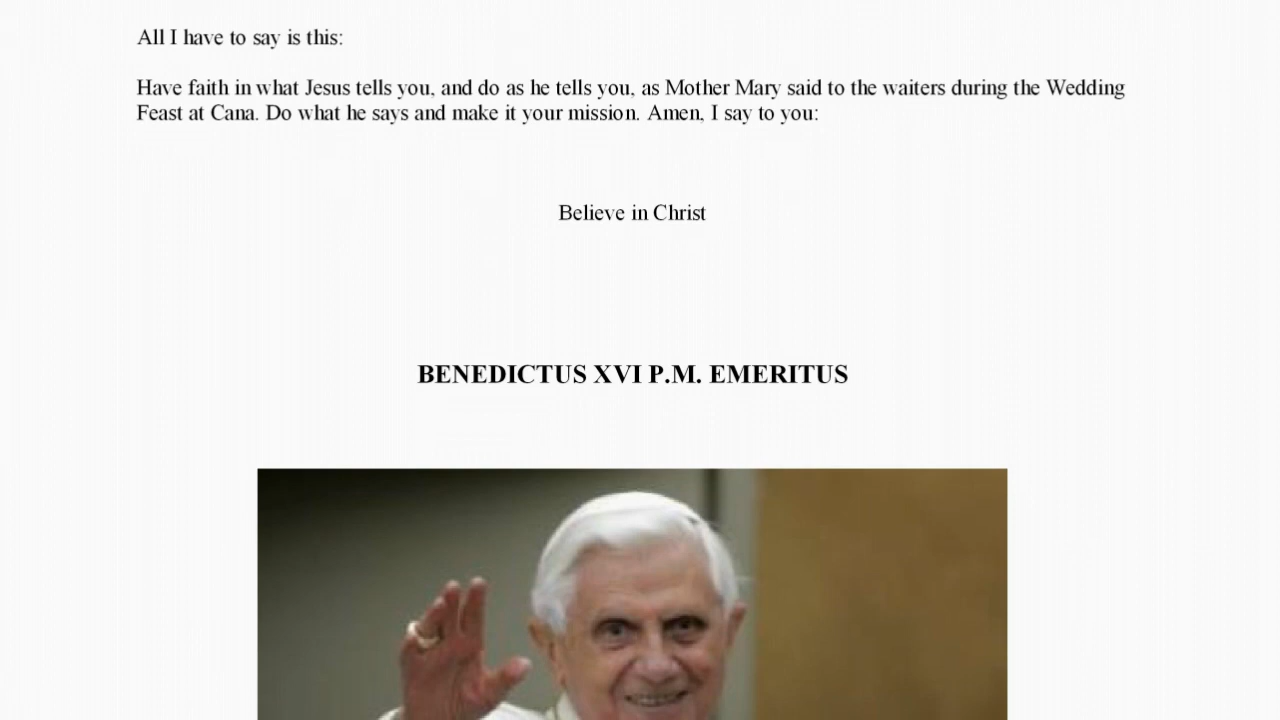 All I have to say is this:
Have faith in what Jesus tells you, and do as he tells you, as Mother Mary said to the waiters during the Wedding
Feast at Cana. Do what he says and make it your mission. Amen, I say to you:
Believe in Christ
BENEDICTUS XVI P.M. EMERITUS